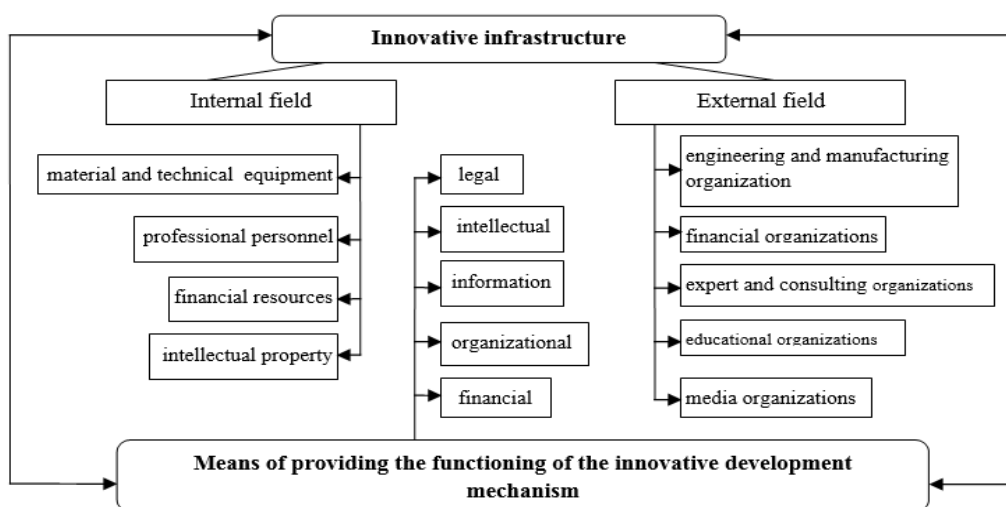 Innovative infrastructure
Internal field
External field
material and technical equipment
professional personnel
financial resources
intellectual property
legal
intellectual
information
organizational
financial
engineering and manufacturing
organization
financial organizations
expert and consulting organizations
educational organizations
media organizations
Means of providing the functioning of the innovative development
mechanism